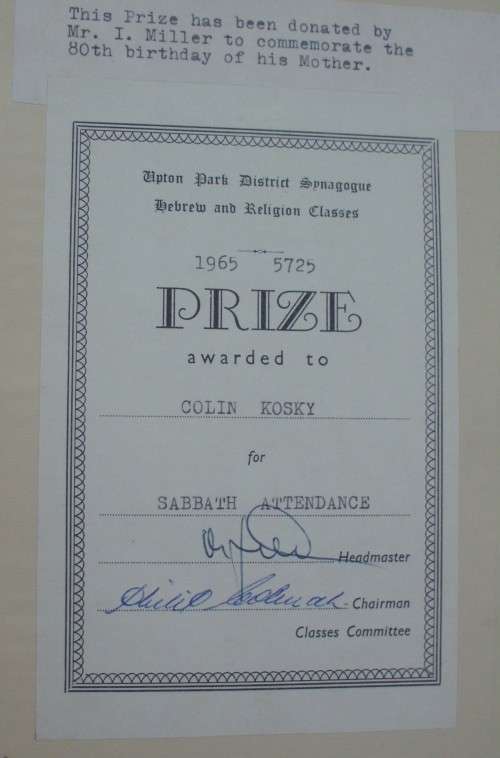 This Prize has been donated by
Mr. I. Miller to commemorate the
80th birthday of his Mother.
Upton Park District Synagogue
Hebrew and Religion Classes
1965 5725
PRIZE
awarded to
COLIN KOSKY
for
SABBATH ATTENDANCE
Headmaster
Philip Chairman
Classes Committee